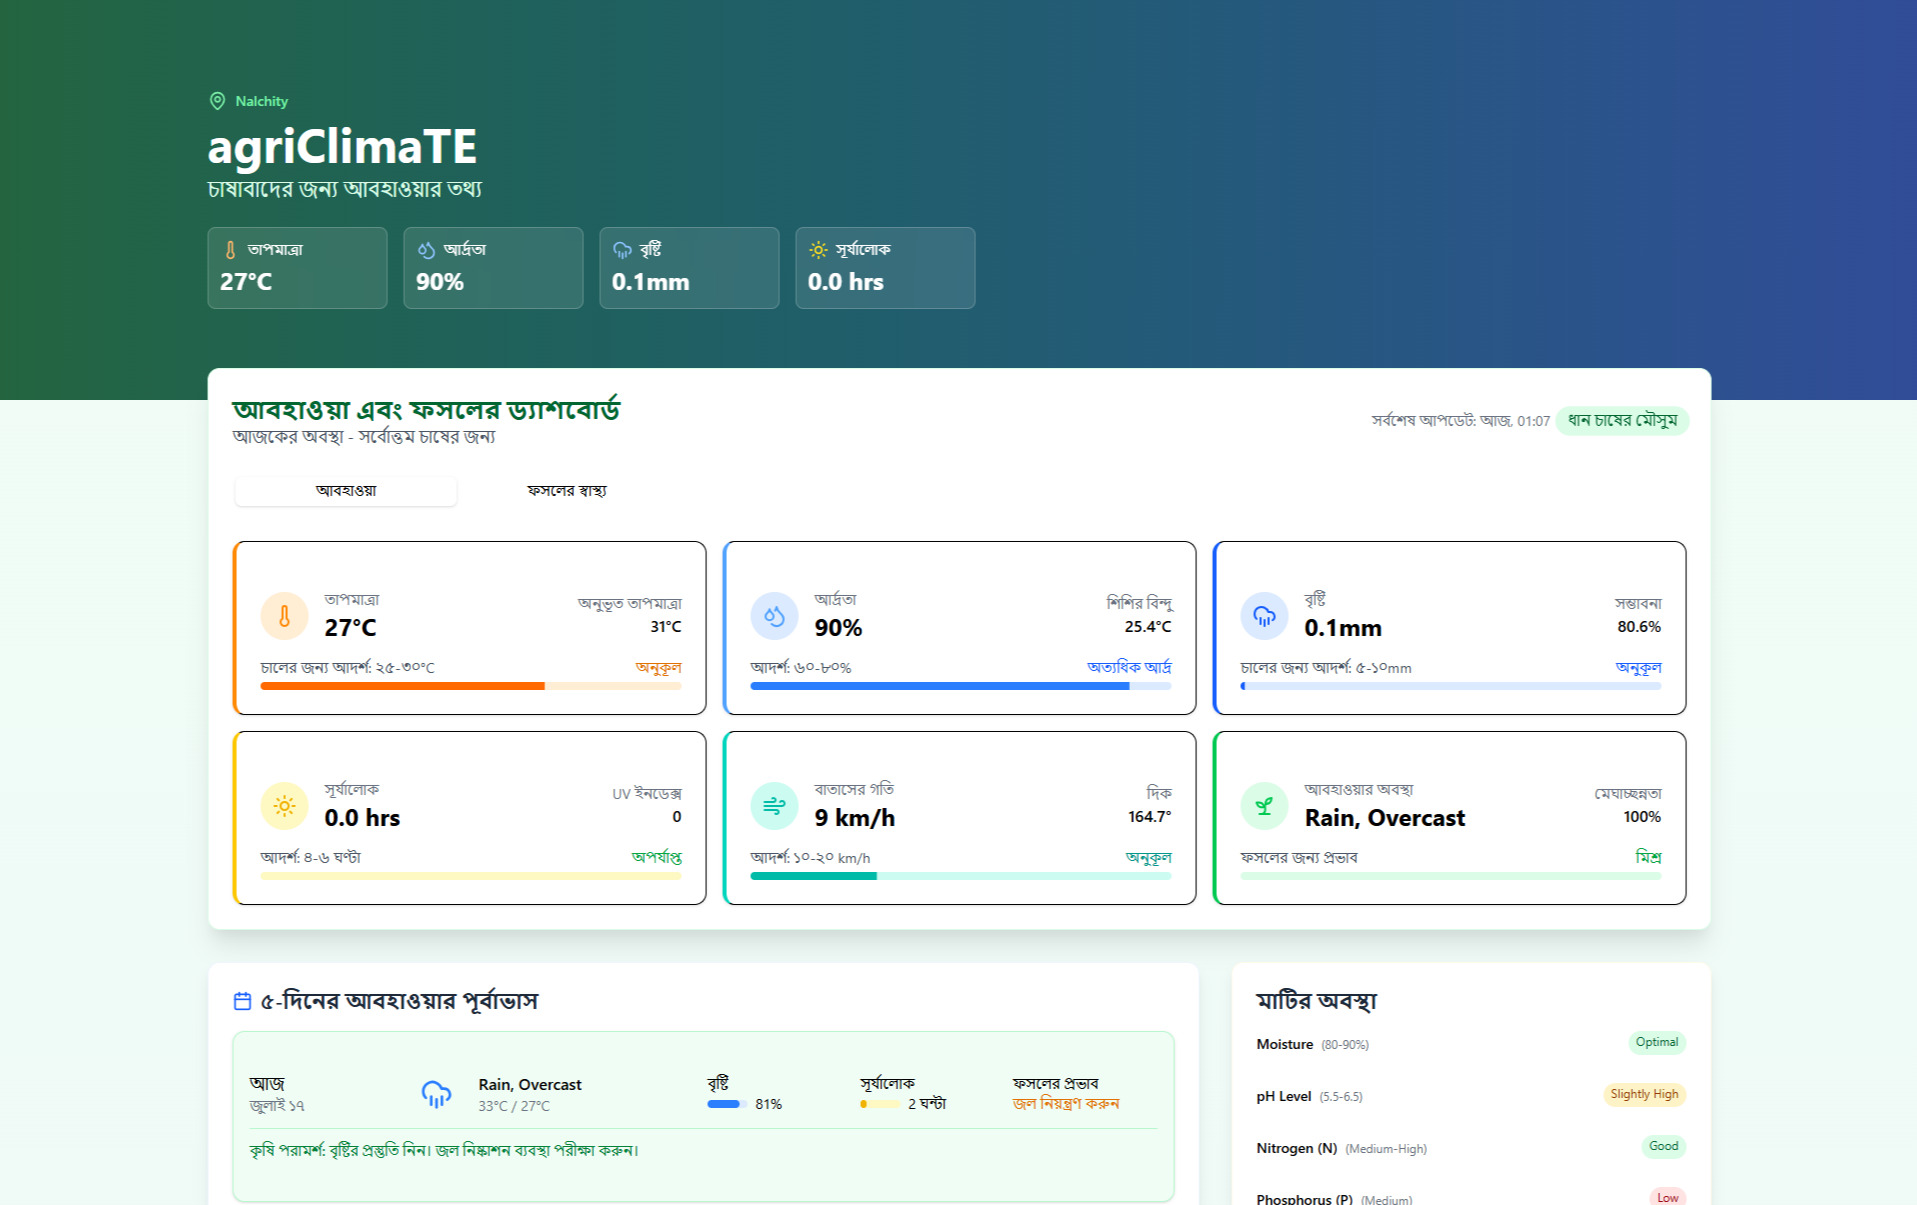 Nalchity
agriClimaTE
চাষাবাদের জন্য আবহাওয়ার তথ্য
তাপমাত্রা
27°C
আর্দ্রতা
90%
বৃষ্টি
0.1mm
সূর্যালোক
0.0 hrs
আবহাওয়া এবং ফসলের ড্যাশবোর্ড
আজকের অবস্থা - সর্বোত্তম চাষের জন্য
সর্বশেষ আপডেট: আজ, 01:07
ধান চাষের মৌসুম
আবহাওয়া
ফসলের স্বাস্থ্য
তাপমাত্রা
27°C
অনুভূত তাপমাত্রা
31°C
চালের জন্য আদর্শ: ২৫-৩০°C
অনুকূল
আর্দ্রতা
90%
শিশির বিন্দু
25.4°C
আদর্শ: ৬০-৮০%
অত্যধিক আর্দ্র
বৃষ্টি
0.1mm
সম্ভাবনা
80.6%
চালের জন্য আদর্শ: ৫-১০mm
অনুকূল
সূর্যালোক
0.0 hrs
UV ইনডেক্স
0
আদর্শ: ৪-৬ ঘণ্টা
অপর্যাপ্ত
বাতাসের গতি
9 km/h
দিক
164.7°
আদর্শ: ১০-২০ km/h
অনুকূল
আবহাওয়ার অবস্থা
Rain, Overcast
মেঘাচ্ছন্নতা
100%
ফসলের জন্য প্রভাব
মিশ্র
৫-দিনের আবহাওয়ার পূর্বাভাস
আজ
জুলাই ১৭
Rain, Overcast
33°C / 27°C
বৃষ্টি
81%
সূর্যালোক
2 ঘন্টা
ফসলের প্রভাব
জল নিয়ন্ত্রণ করুন
কৃষি পরামর্শ: বৃষ্টির প্রস্তুতি নিন। জল নিষ্কাশন ব্যবস্থা পরীক্ষা করুন।
মাটির অবস্থা
Moisture (80-90%)
Optimal
pH Level (5.5-6.5)
Slightly High
Nitrogen (N) (Medium-High)
Good
Phosphorus (P) (Medium)
Low